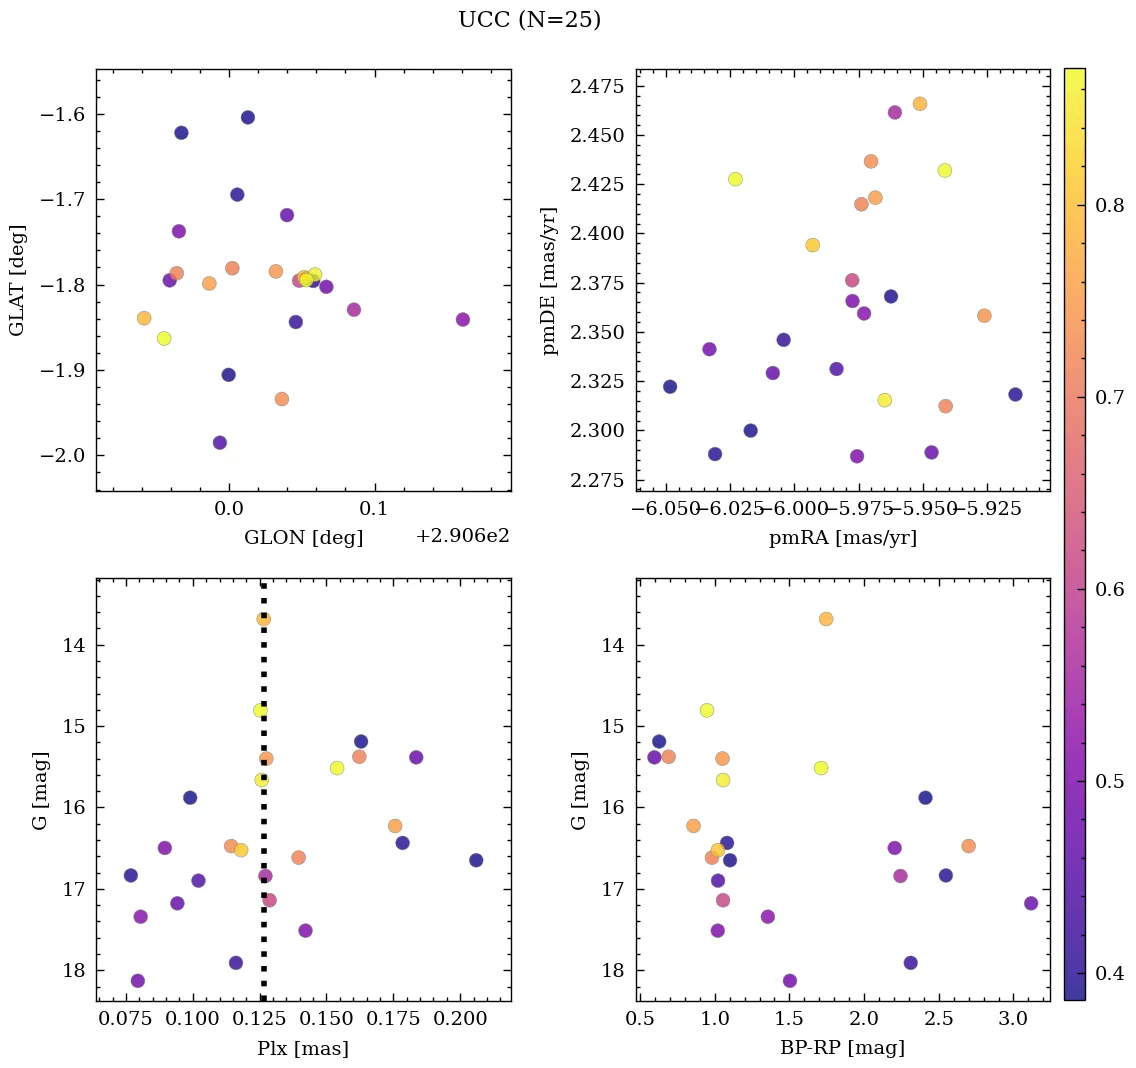 UCC (N=25)
−1.6
−1.7
−1.8
−1.9
−2.0
GLAT [deg]
0.0 0.1
GLON [deg] +2.906e2
2.475
2.450
2.425
2.400
2.375
2.350
2.325
2.300
2.275
pmDE [mas/yr]
−6.050 −6.025 −6.000 −5.975 −5.950 −5.925
pmRA [mas/yr]
14
15
16
17
18
G [mag]
0.075 0.100 0.125 0.150 0.175 0.200
Plx [mas]
14
15
16
17
18
G [mag]
0.5 1.0 1.5 2.0 2.5 3.0
BP-RP [mag]
0.8
0.7
0.6
0.5
0.4